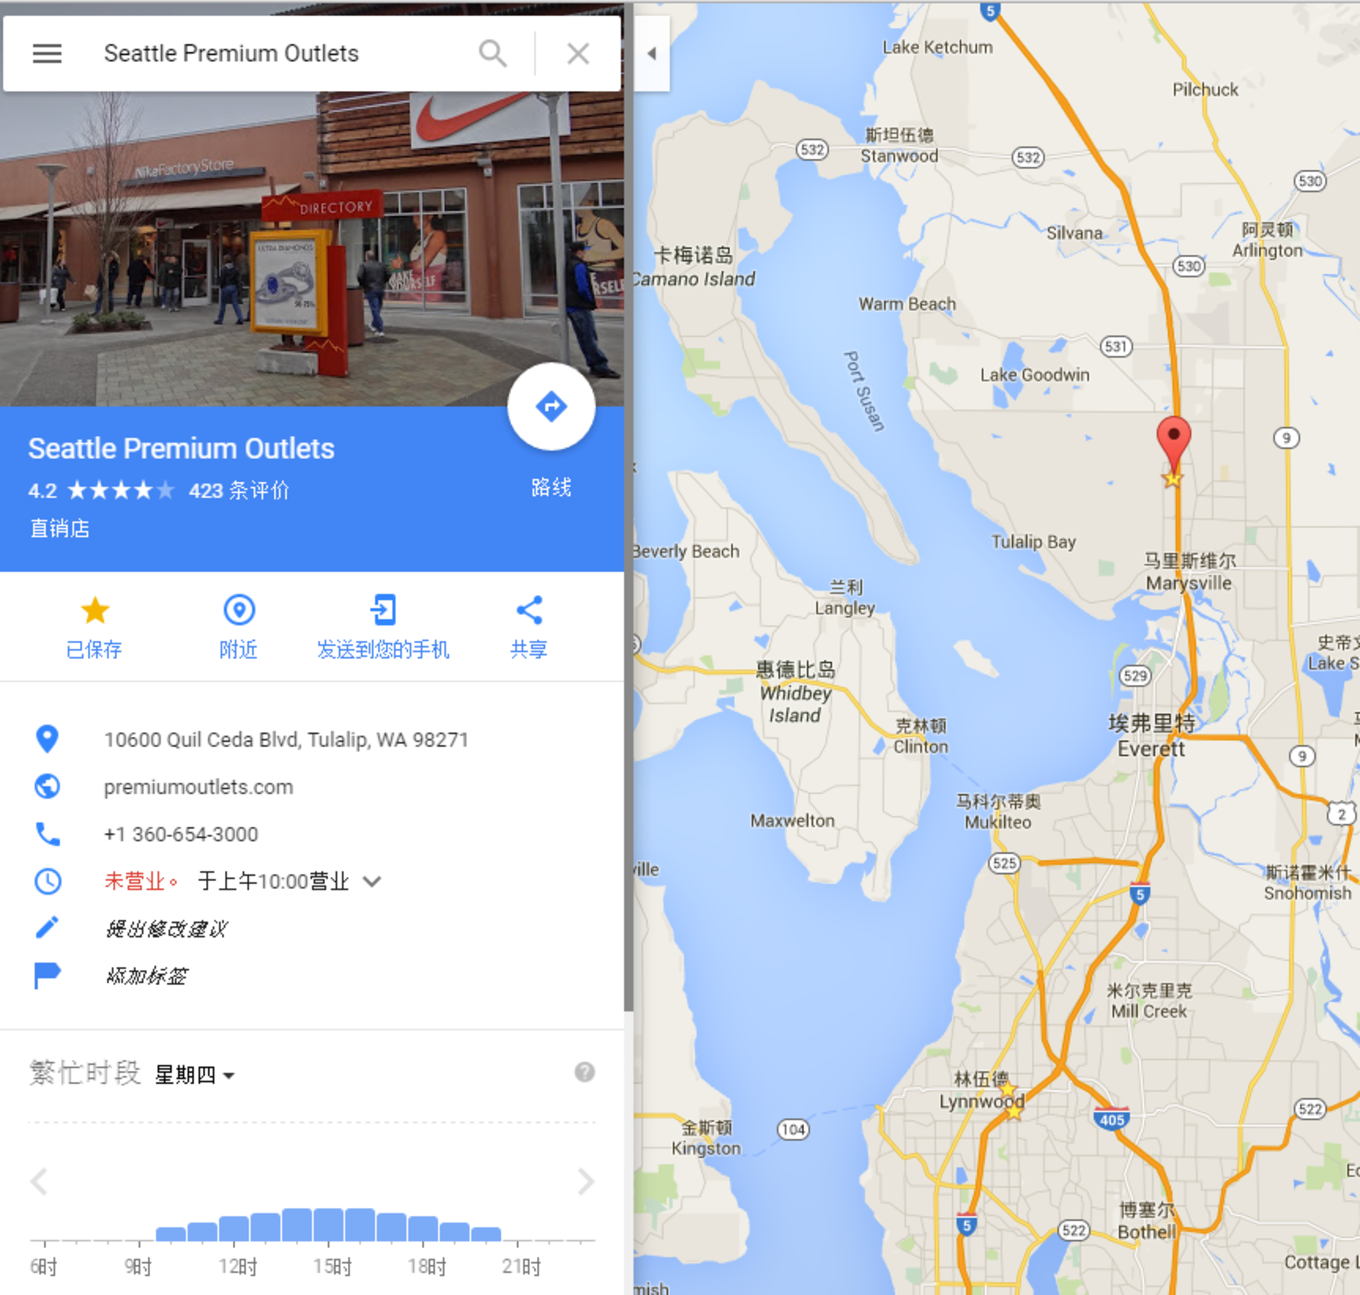 Seattle Premium Outlets
NikeFactoryStore
DIRECTORY
ULTRA DIAMONDS
MAKE
YOURSELF
Seattle Premium Outlets
4.2 ★★★★★ 423 条评价
直销店
路线
已保存
附近
发送到您的手机
共享
10600 Quil Ceda Blvd, Tulalip, WA 98271
premiumoutlets.com
+1 360-654-3000
未营业。 于上午10:00营业
提出修改建议
添加标签
繁忙时段 星期四
6时 9时 12时 15时 18时 21时
5
Lake Ketchum
Pilchuck
斯坦伍德
Stanwood
532
532
530
阿灵顿
Arlington
Silvana
530
卡梅诺岛
Camano Island
Warm Beach
531
Lake Goodwin
Port Susan
9
Tulalip Bay
马里斯维尔
Marysville
Beverly Beach
兰利
Langley
惠德比岛
Whidbey
Island
529
Lake S
埃弗里特
Everett
克林顿
Clinton
9
马科尔蒂奥
Mukilteo
Maxwelton
2
525
5
斯诺霍米什
Snohomish
ville
米尔克里克
Mill Creek
林伍德
Lynnwood
405
522
104
金斯顿
Kingston
博塞尔
Bothell
5
522
Cottage L
mish